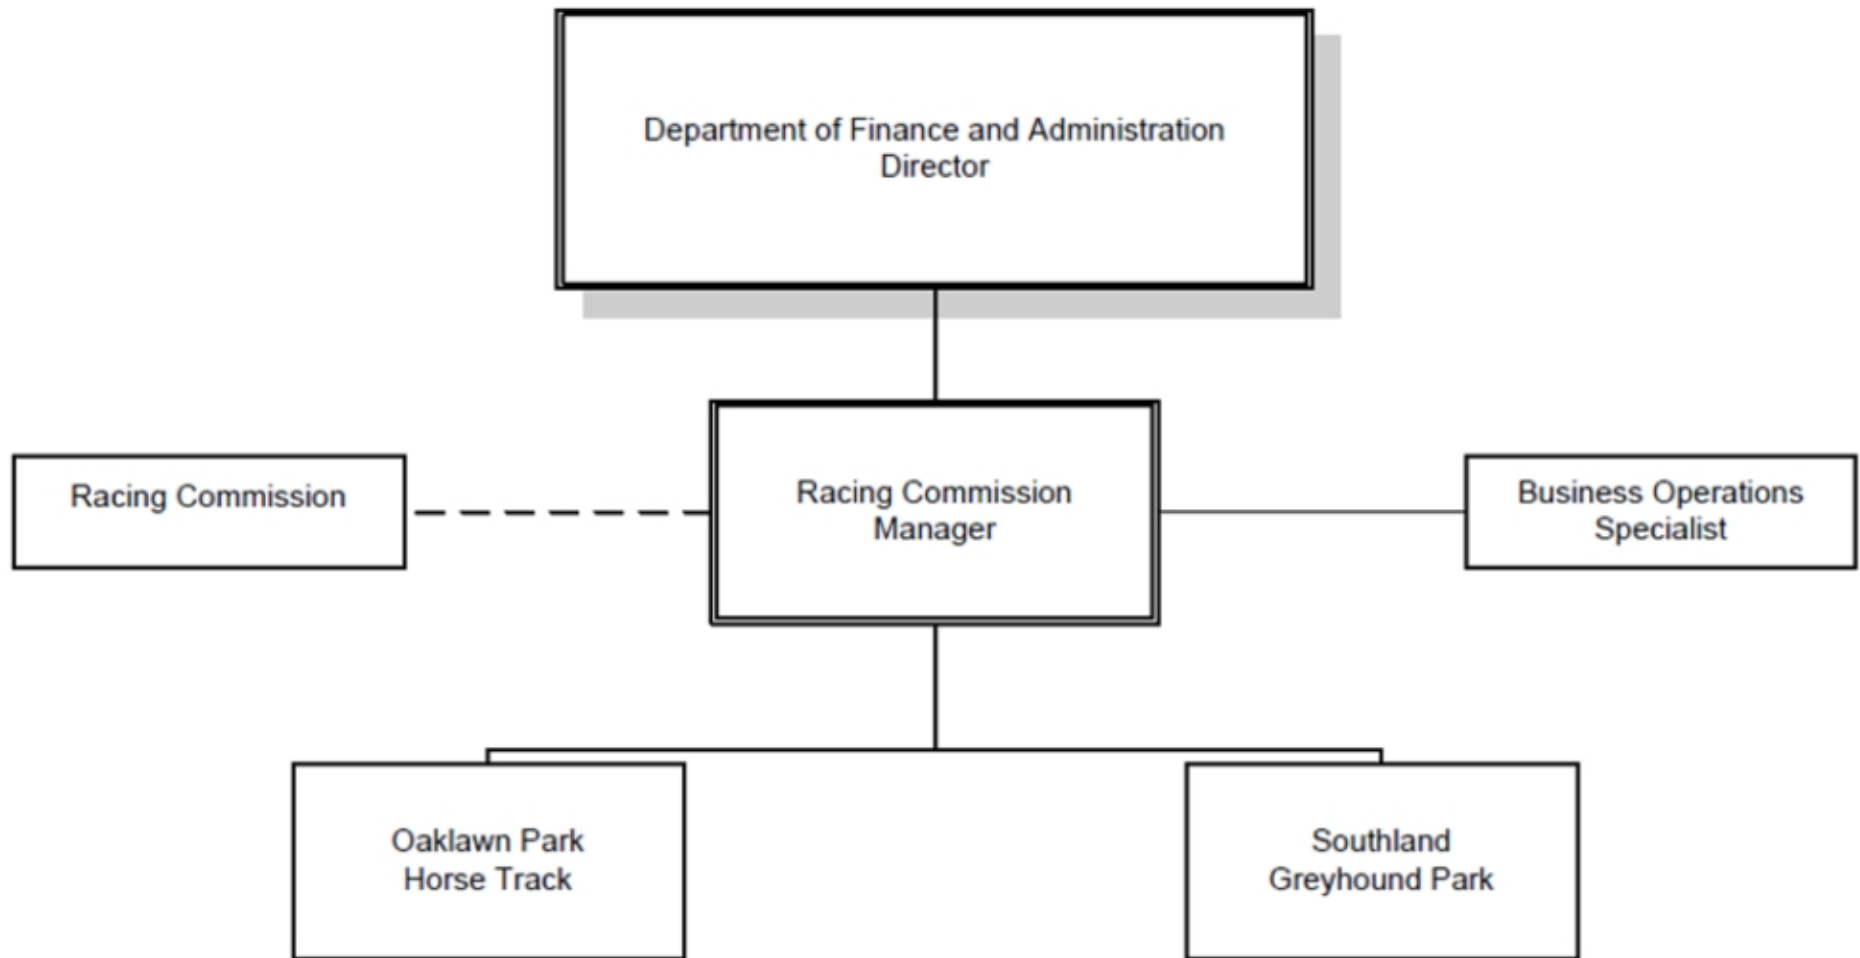 Department of Finance and Administration
Director
Racing Commission
Racing Commission
Manager
Business Operations
Specialist
Oaklawn Park
Horse Track
Southland
Greyhound Park